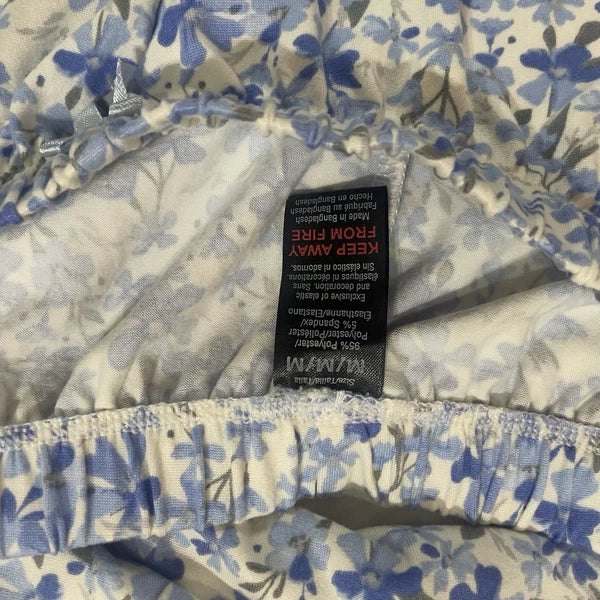 Size/Taille/Talla
M/M/M
95% Polyester/
Polyester/Poliéster
5% Spandex/
Élasthanne/Elastano
Exclusive of elastic
and decoration. Sans
élastiques ni décorations.
Sin elástico ni adornos.
KEEP AWAY
FROM FIRE
Made in Bangladesh
Fabriqué au Bangladesh
Hecho en Bangladesh